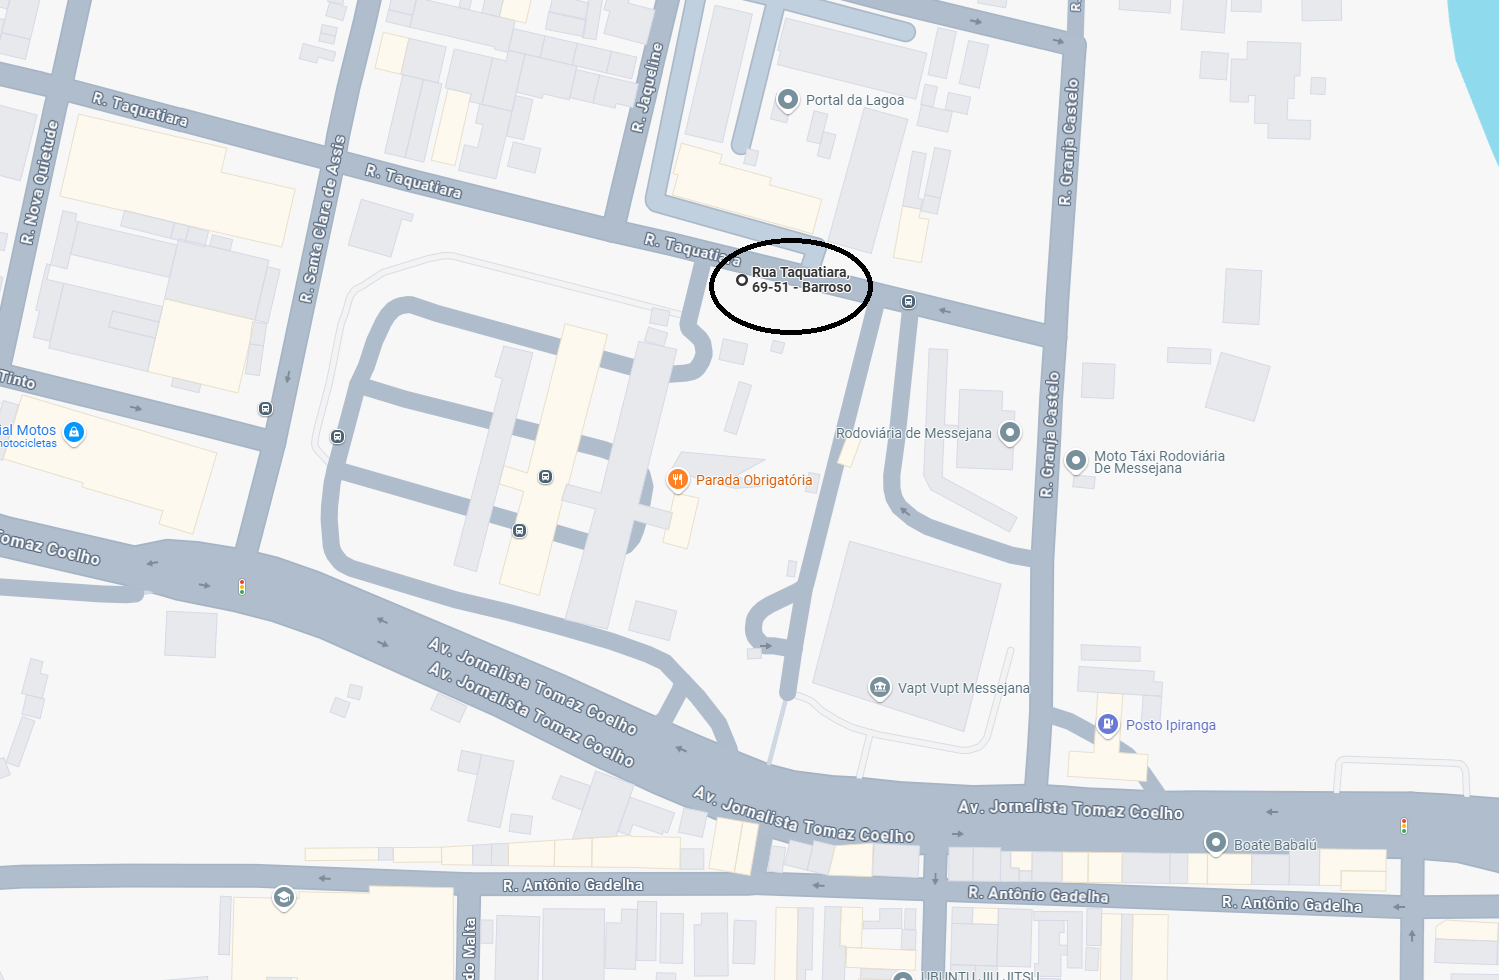 R.
R. Taquatiara
R. Jaqueline
Portal da Lagoa
R. Granja Castelo
R. Nova Quietude
R. Santa Clara de Assis
R. Taquatiara
R. Taquatiara
Rua Taquatiara,
69-51 - Barroso
Tinto
ial Motos
notocicletas
R. Granja Castelo
Rodoviária de Messejana
Moto Táxi Rodoviária
De Messejana
Parada Obrigatória
Tomaz Coelho
Av. Jornalista Tomaz Coelho
Av. Jornalista Tomaz Coelho
Vapt Vupt Messejana
Posto Ipiranga
Av. Jornalista Tomaz Coelho
Av. Jornalista Tomaz Coelho
Boate Babalú
R. Antônio Gadelha
R. Antônio Gadelha
R. Antônio Gadelha
do Malta
UBUNTU JIU JITSU